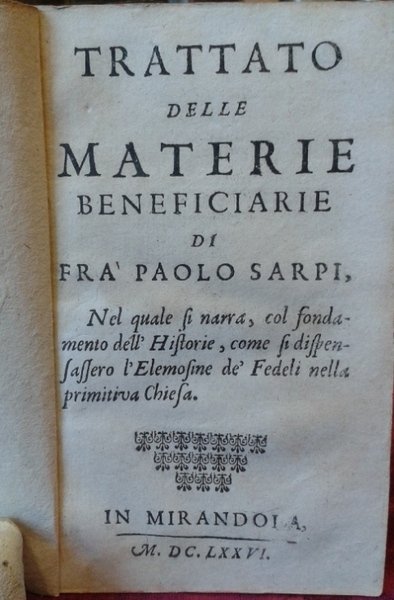 TRATTATO
DELLE
MATERIE
BENEFICIARIE
DI
FRA' PAOLO SARPI,
Nel quale ſi narra, col fonda-
mento dell' Hiſtorie, come ſi diſpen-
ſaſſero l'Elemoſine de' Fedeli nella
primitiva Chieſa.
IN MIRANDOLA,
M. DC. LXXVI.